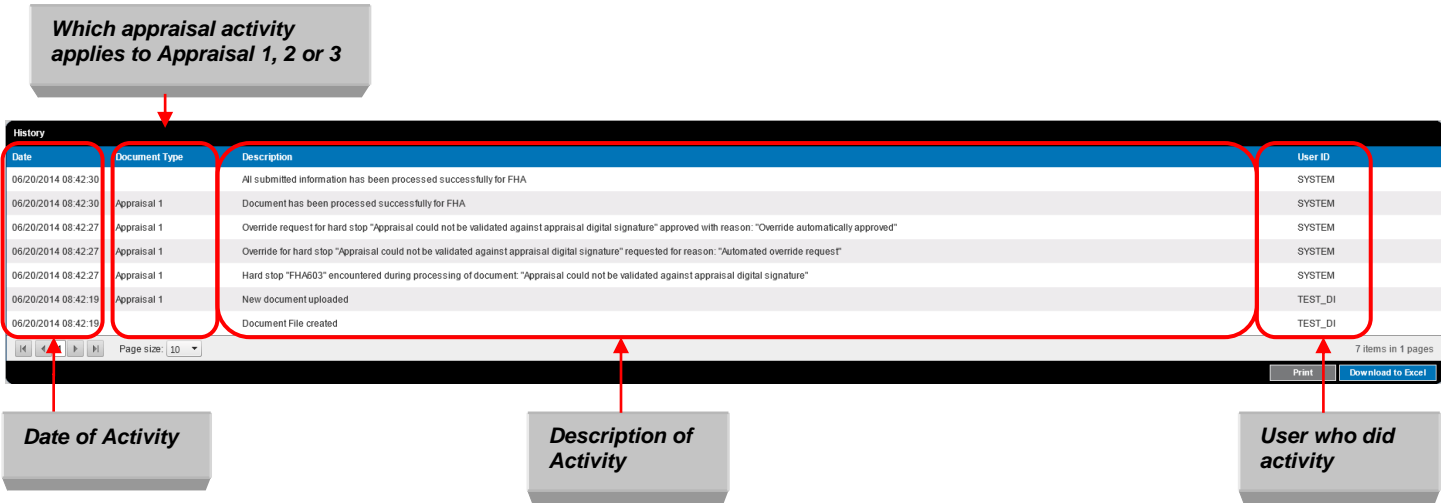 Which appraisal activity
applies to Appraisal 1, 2 or 3
History
Date Document Type Description User ID
06/20/2014 08:42:30 All submitted information has been processed successfully for FHA SYSTEM
06/20/2014 08:42:30 Appraisal 1 Document has been processed successfully for FHA SYSTEM
06/20/2014 08:42:27 Appraisal 1 Override request for hard stop "Appraisal could not be validated against appraisal digital signature" approved with reason: "Override automatically approved" SYSTEM
06/20/2014 08:42:27 Appraisal 1 Override for hard stop "Appraisal could not be validated against appraisal digital signature" requested for reason: "Automated override request" SYSTEM
06/20/2014 08:42:27 Appraisal 1 Hard stop "FHA603" encountered during processing of document: "Appraisal could not be validated against appraisal digital signature" SYSTEM
06/20/2014 08:42:19 Appraisal 1 New document uploaded TEST_DI
06/20/2014 08:42:19 Document File created TEST_DI
Page size: 10 7 items in 1 pages
Print Download to Excel
Date of Activity
Description of
Activity
User who did
activity